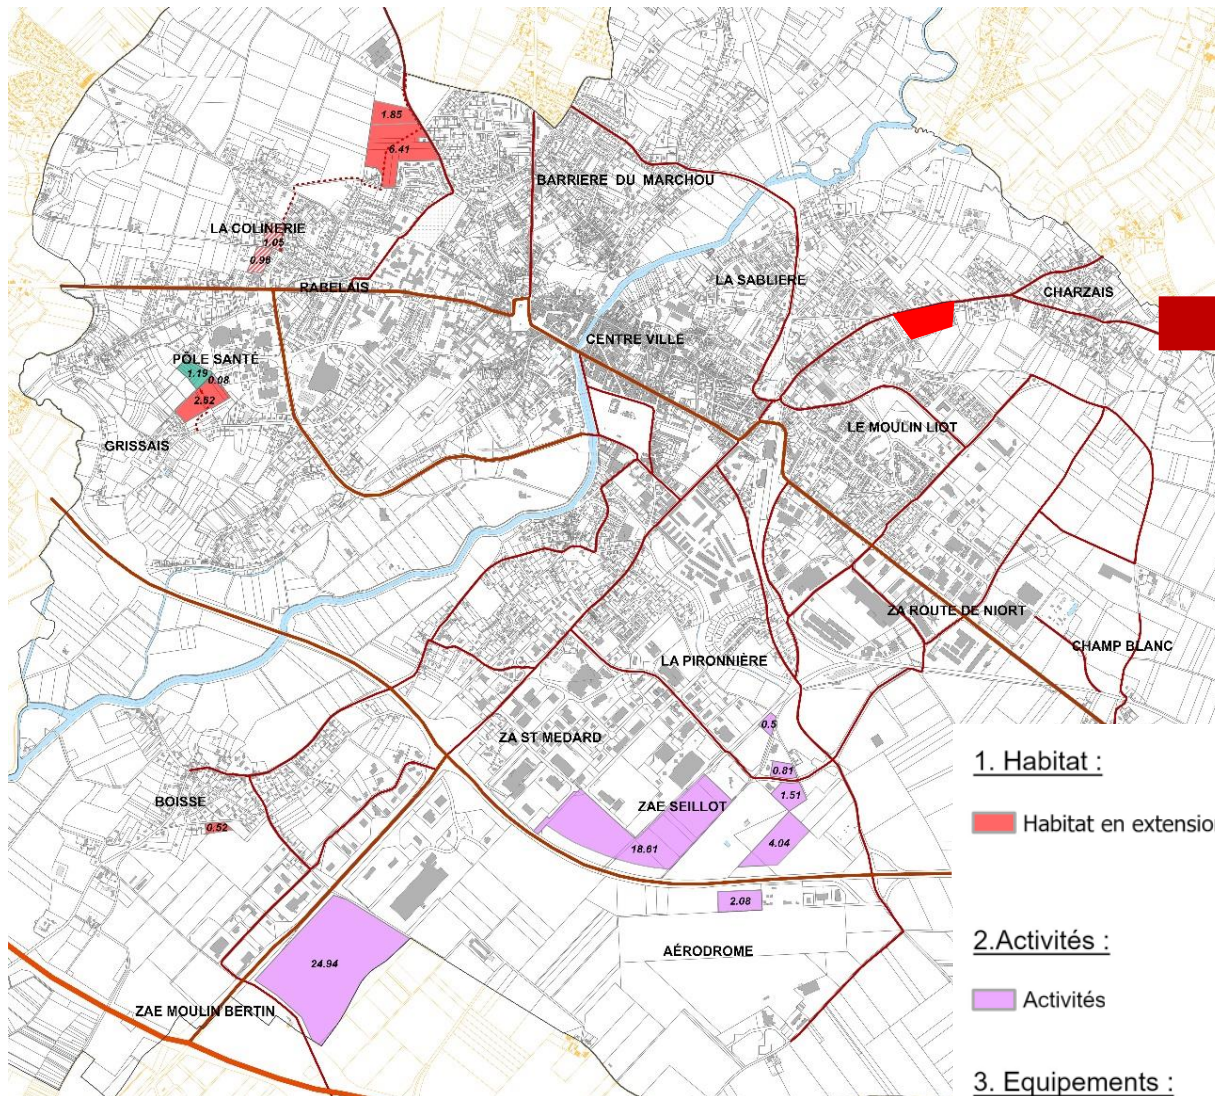 1.85
6.41
BARRIERE DU MARCHOU
LA COLINERIE
1.05
0.96
RABELAIS
LA SABLIERE
CHARZAIS
CENTRE VILLE
PÔLE SANTÉ
1.19
0.08
2.62
GRISSAIS
LE MOULIN LIOT
ZA ROUTE DE NIORT
CHAMP BLANC
LA PIRONNIÈRE
0.5
ZA ST MEDARD
0.81
1.51
BOISSE
ZAE SEILLOT
0.52
18.61
4.04
2.08
AÉRODROME
24.94
ZAE MOULIN BERTIN
1. Habitat :
Habitat en extensio
2.Activités :
Activités
3. Equipements :